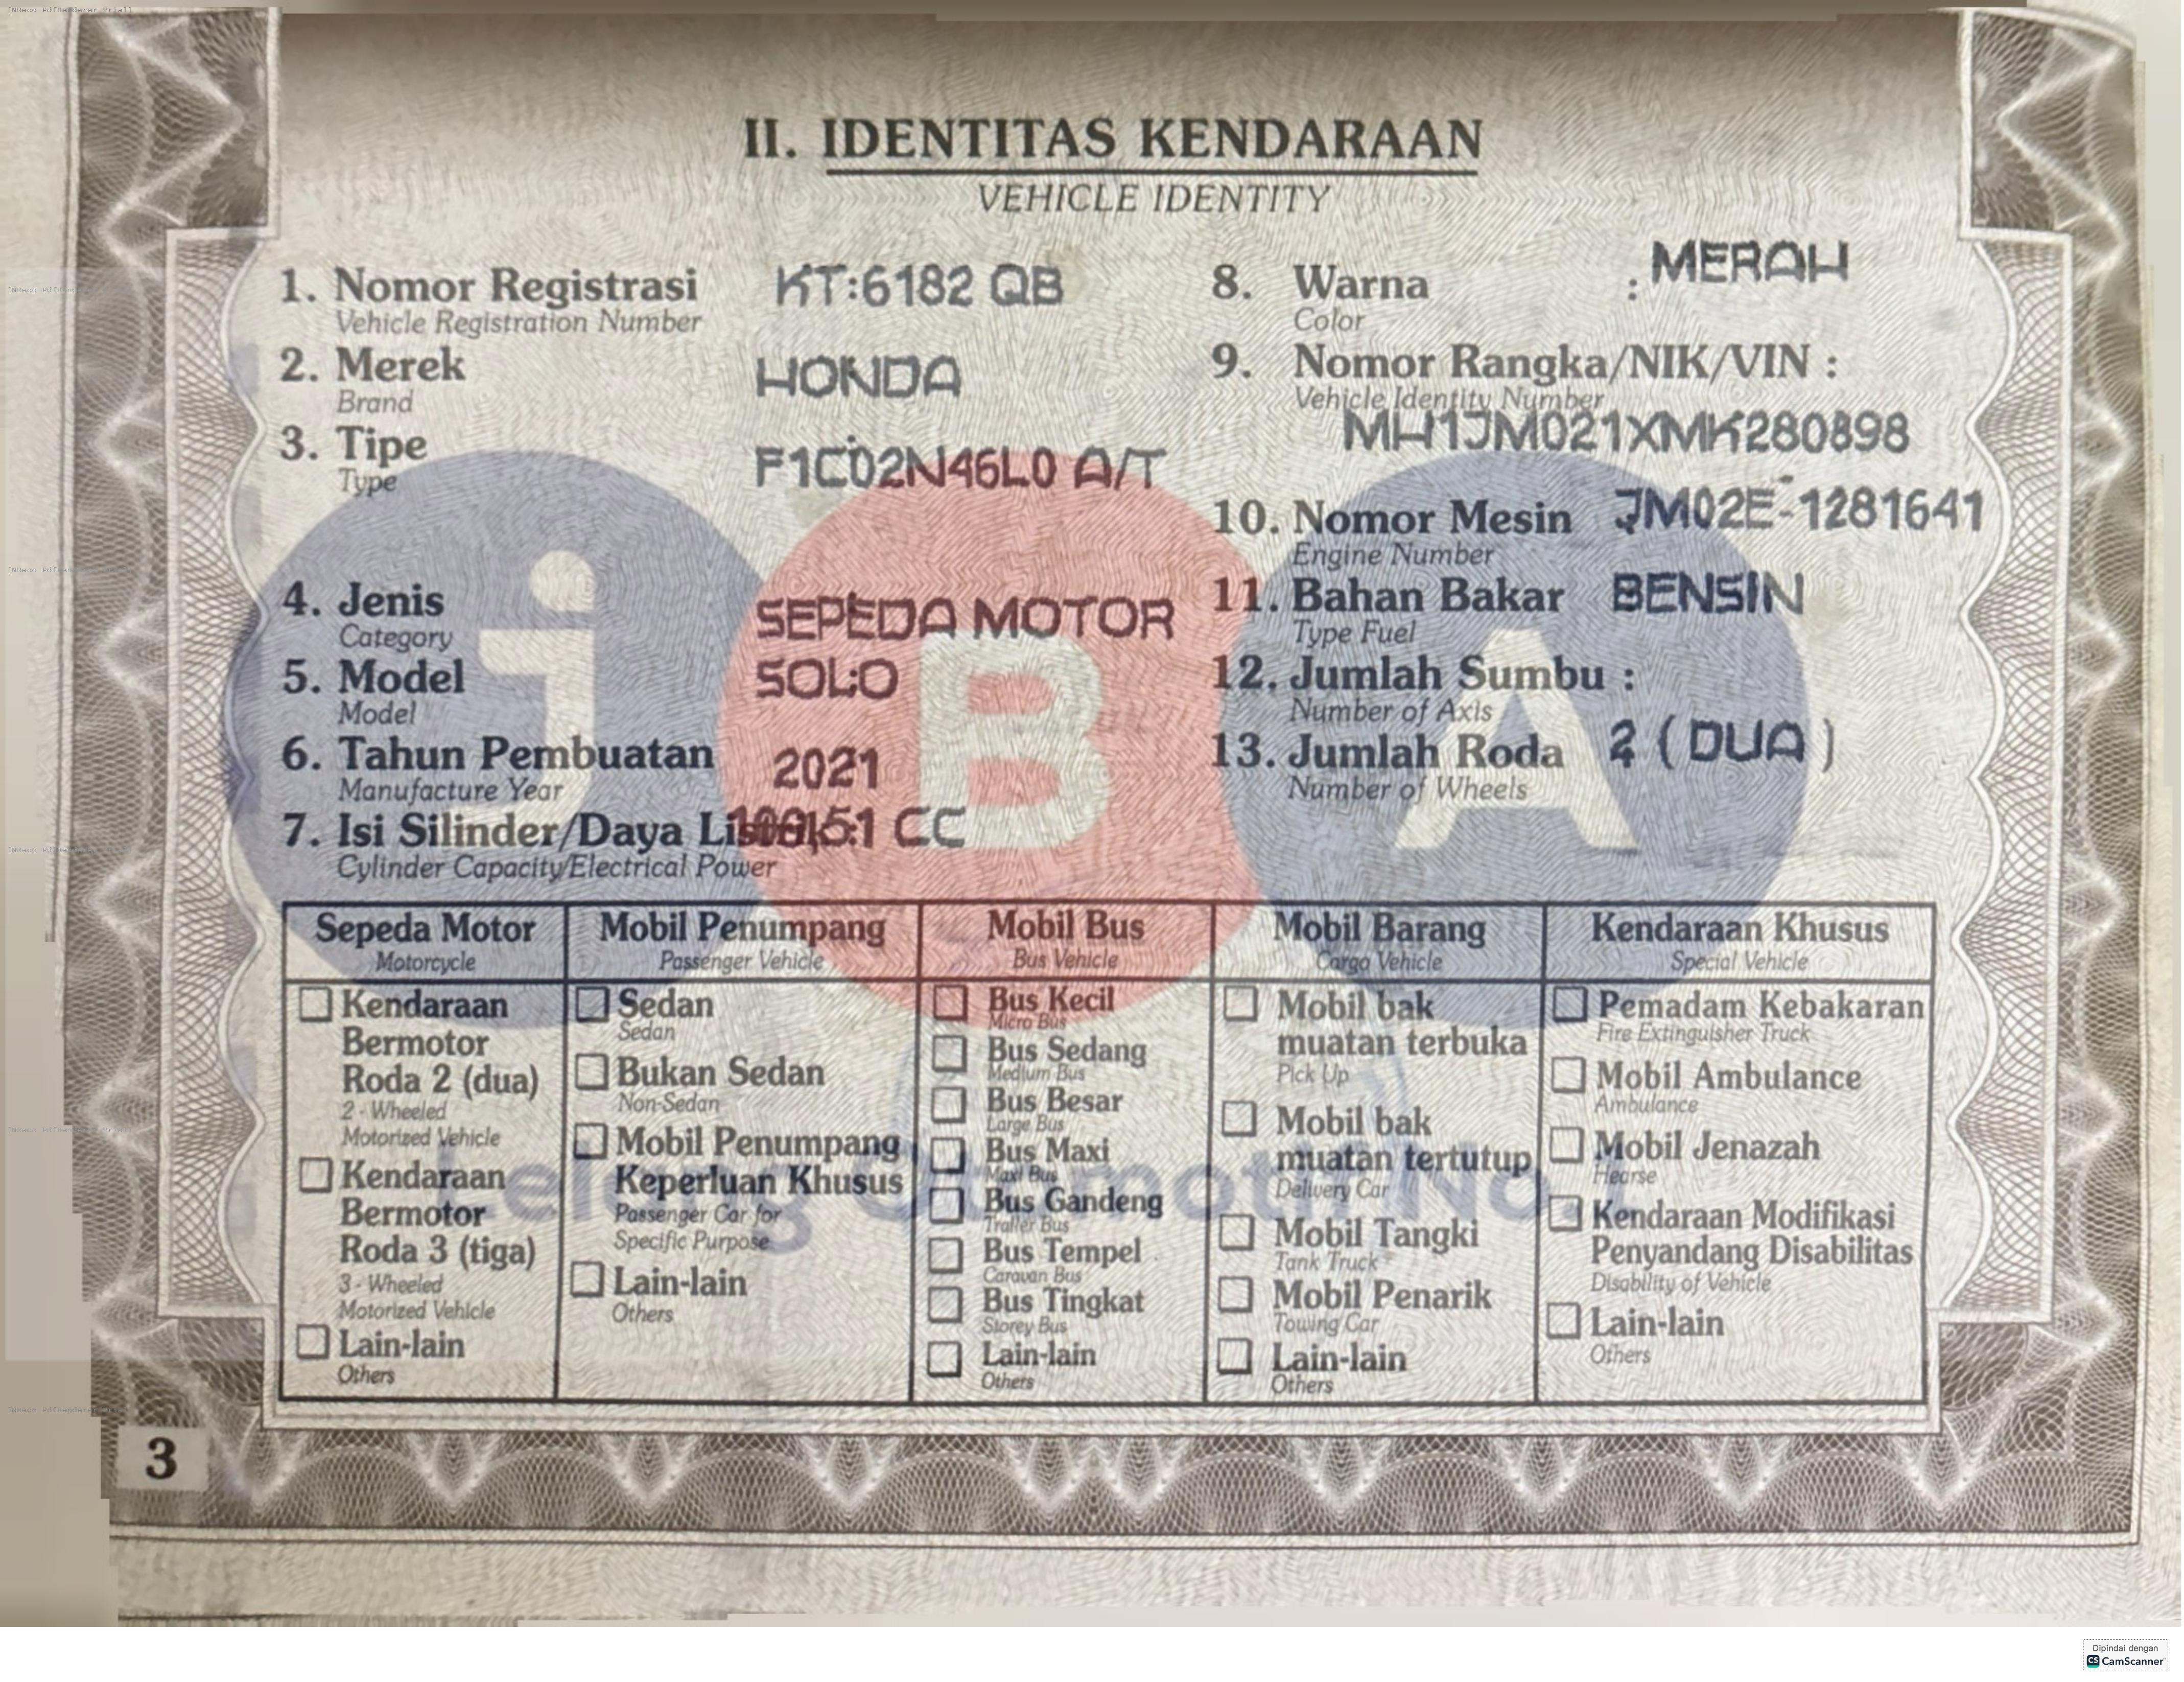 II. IDENTITAS KENDARAAN
VEHICLE IDENTITY
1. Nomor Registrasi KT:6182 QB
Vehicle Registration Number
2. Merek HONDA
Brand
3. Tipe F1C02N46L0 A/T
Type
4. Jenis SEPEDA MOTOR
Category
5. Model SOLO
Model
6. Tahun Pembuatan 2021
Manufacture Year
7. Isi Silinder/Daya Listrik : 109,51 CC
Cylinder Capacity/Electrical Power
8. Warna : MERAH
Color
9. Nomor Rangka/NIK/VIN :
Vehicle Identity Number
MH1JM021XMK280898
10. Nomor Mesin JM02E-1281641
Engine Number
11. Bahan Bakar BENSIN
Type Fuel
12. Jumlah Sumbu :
Number of Axis
13. Jumlah Roda 2 (DUA)
Number of Wheels
Sepeda Motor
Motorcycle
Kendaraan
Bermotor
Roda 2 (dua)
2 - Wheeled
Motorized Vehicle
Kendaraan
Bermotor
Roda 3 (tiga)
3 - Wheeled
Motorized Vehicle
Lain-lain
Others
Mobil Penumpang
Passenger Vehicle
Sedan
Sedan
Bukan Sedan
Non-Sedan
Mobil Penumpang
Keperluan Khusus
Passenger Car for
Specific Purpose
Lain-lain
Others
Mobil Bus
Bus Vehicle
Bus Kecil
Micro Bus
Bus Sedang
Medium Bus
Bus Besar
Large Bus
Bus Maxi
Maxi Bus
Bus Gandeng
Trailer Bus
Bus Tempel
Caravan Bus
Bus Tingkat
Storey Bus
Lain-lain
Others
Mobil Barang
Cargo Vehicle
Mobil bak
muatan terbuka
Pick Up
Mobil bak
muatan tertutup
Delivery Car
Mobil Tangki
Tank Truck
Mobil Penarik
Towing Car
Lain-lain
Others
Kendaraan Khusus
Special Vehicle
Pemadam Kebakaran
Fire Extinguisher Truck
Mobil Ambulance
Ambulance
Mobil Jenazah
Hearse
Kendaraan Modifikasi
Penyandang Disabilitas
Disability of Vehicle
Lain-lain
Others
3
jBA
Dipindai dengan
CS CamScanner